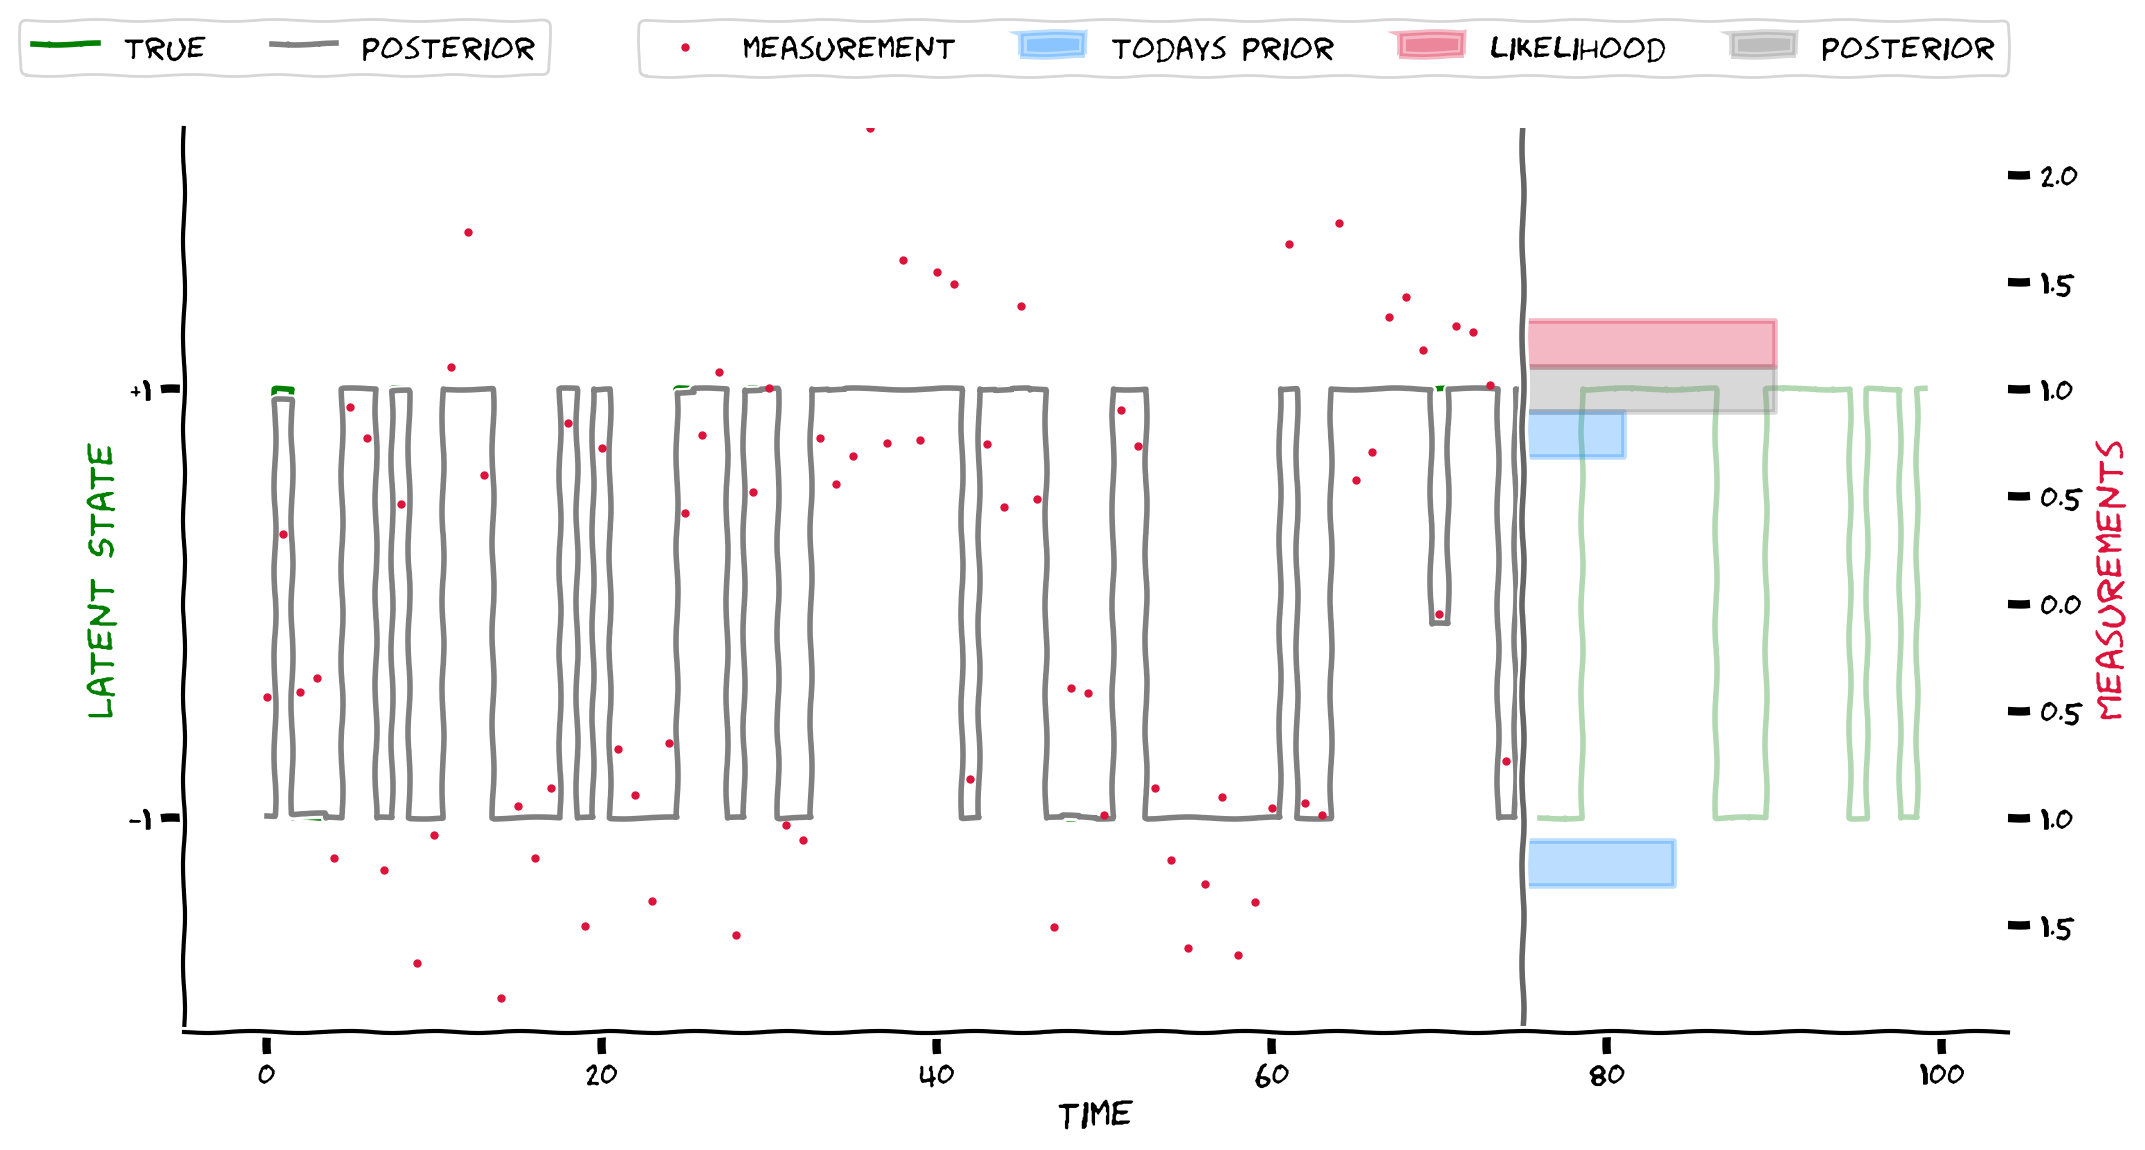 TRUE POSTERIOR MEASUREMENT TODAYS PRIOR LIKELIHOOD POSTERIOR
2.0
1.5
+1 1.0
0.5
LATENT STATE
0.0
MEASUREMENTS
0.5
-1 1.0
1.5
0 20 40 60 80 100
TIME